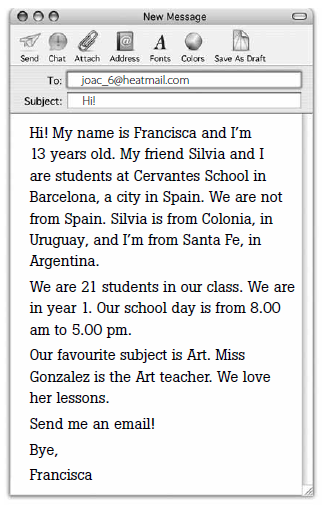 New Message
Send Chat Attach Address Fonts Colors Save As Draft
To: joac_6@heatmail.com
Subject: Hi!
Hi! My name is Francisca and I'm
13 years old. My friend Silvia and I
are students at Cervantes School in
Barcelona, a city in Spain. We are not
from Spain. Silvia is from Colonia, in
Uruguay, and I'm from Santa Fe, in
Argentina.
We are 21 students in our class. We are
in year 1. Our school day is from 8.00
am to 5.00 pm.
Our favourite subject is Art. Miss
Gonzalez is the Art teacher. We love
her lessons.
Send me an email!
Bye,
Francisca